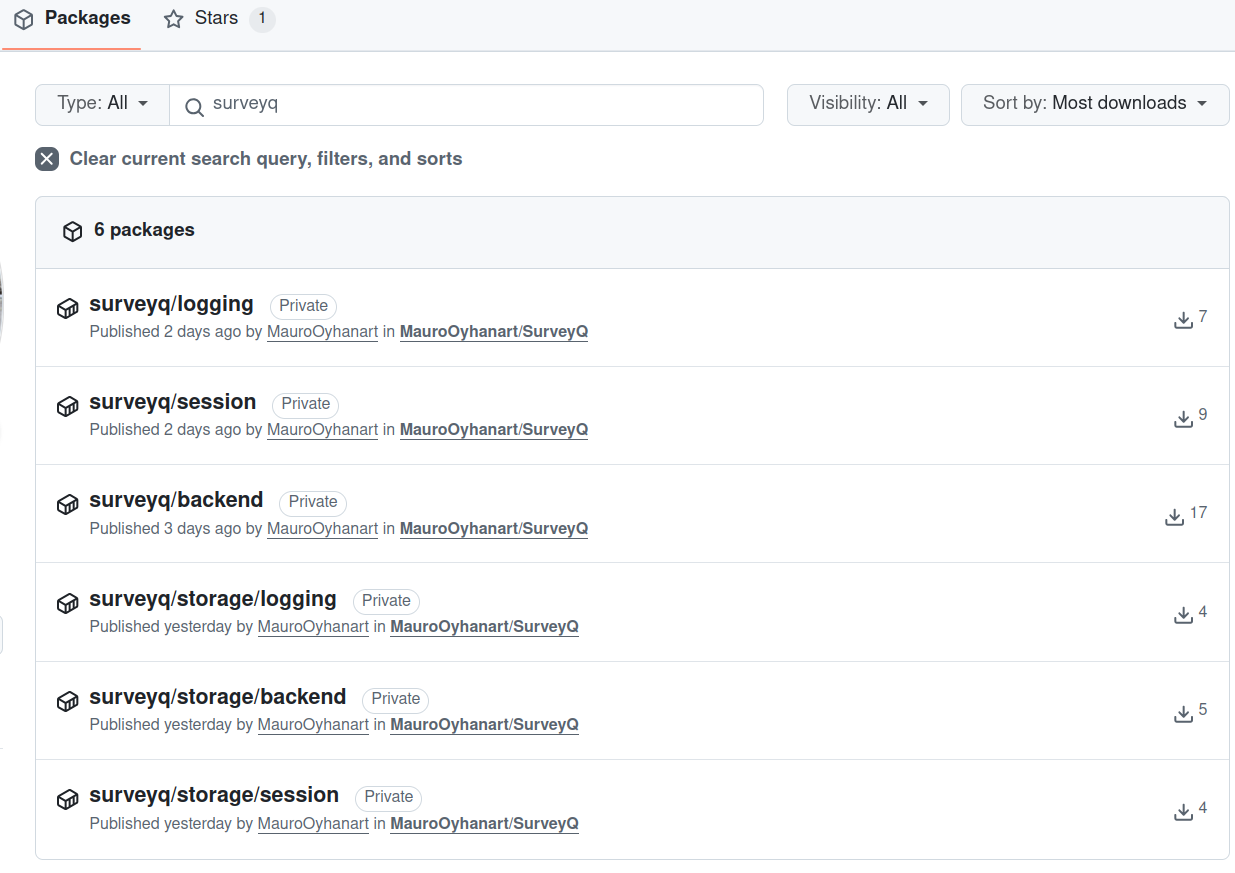 Packages Stars 1
Type: All surveyq Visibility: All Sort by: Most downloads
Clear current search query, filters, and sorts
6 packages
surveyq/logging Private
Published 2 days ago by MauroOyhanart in MauroOyhanart/SurveyQ 7
surveyq/session Private
Published 2 days ago by MauroOyhanart in MauroOyhanart/SurveyQ 9
surveyq/backend Private
Published 3 days ago by MauroOyhanart in MauroOyhanart/SurveyQ 17
surveyq/storage/logging Private
Published yesterday by MauroOyhanart in MauroOyhanart/SurveyQ 4
surveyq/storage/backend Private
Published yesterday by MauroOyhanart in MauroOyhanart/SurveyQ 5
surveyq/storage/session Private
Published yesterday by MauroOyhanart in MauroOyhanart/SurveyQ 4